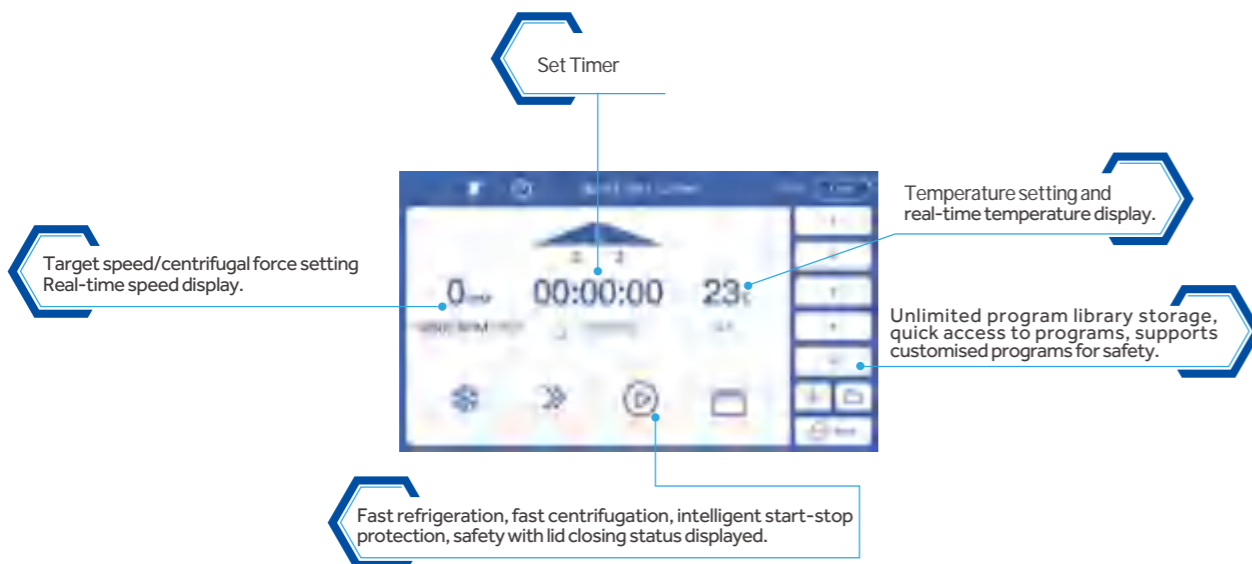 Set Timer
Temperature setting and
real-time temperature display.
Target speed/centrifugal force setting
Real-time speed display.
0
00:00:00
23
Unlimited program library storage,
quick access to programs, supports
customised programs for safety.
Fast refrigeration, fast centrifugation, intelligent start-stop
protection, safety with lid closing status displayed.